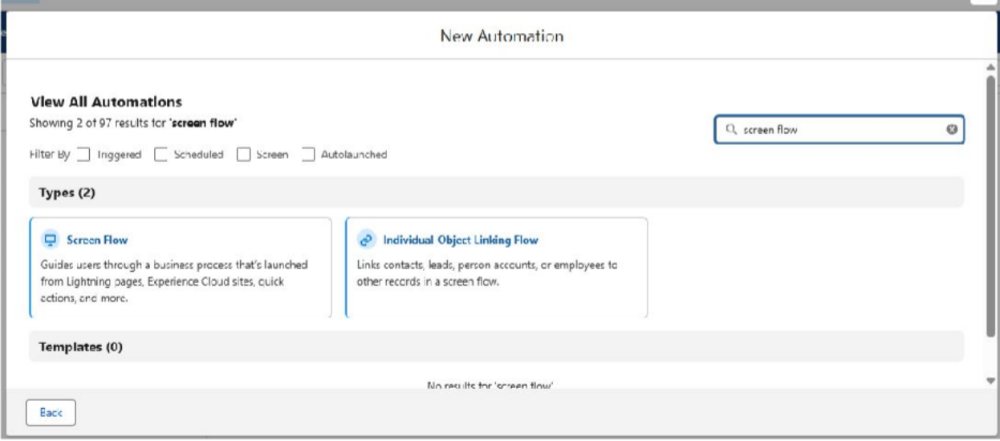 New Automation
View All Automations
Showing 2 of 97 results for 'screen flow'
screen flow
Filter By Triggered Scheduled Screen Autolaunched
Types (2)
Screen Flow
Guides users through a business process that's launched
from Lightning pages, Experience Cloud sites, quick
actions, and more.
Individual Object Linking Flow
Links contacts, leads, person accounts, or employees to
other records in a screen flow.
Templates (0)
No results for 'screen flow'
Back